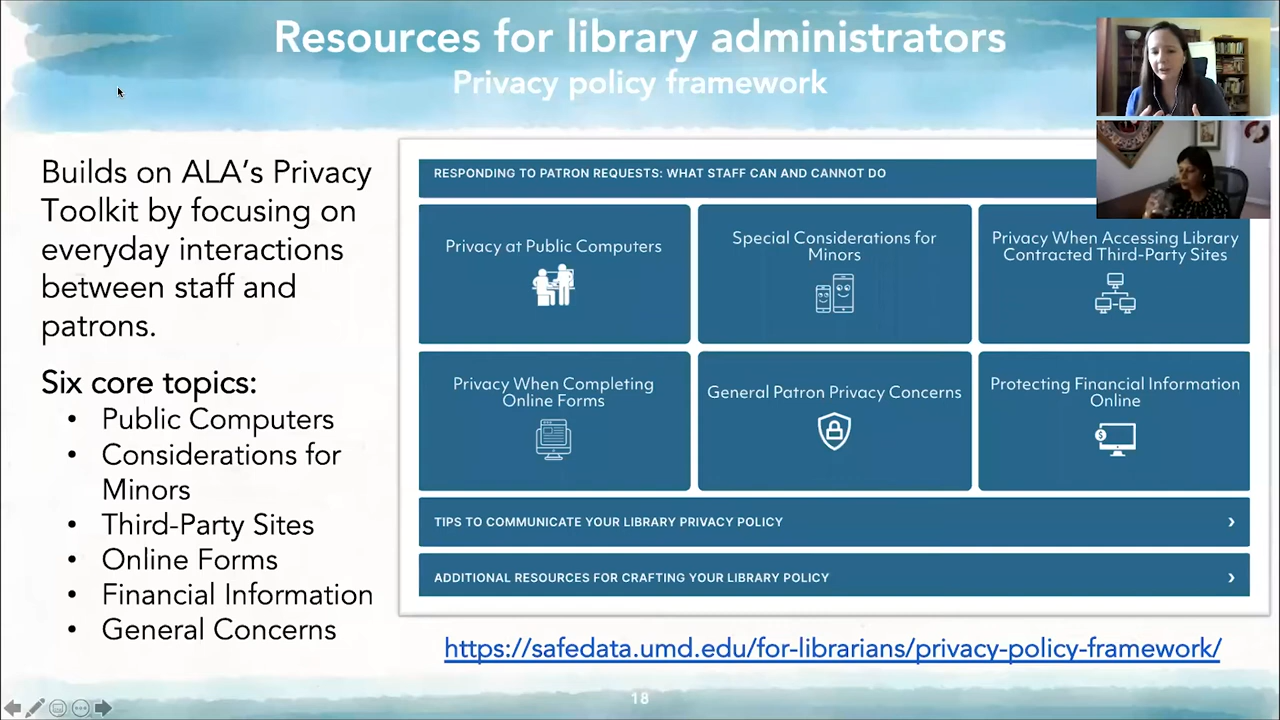 Resources for library administrators
Privacy policy framework
Builds on ALA's Privacy
Toolkit by focusing on
everyday interactions
between staff and
patrons.
Six core topics:
• Public Computers
• Considerations for
Minors
• Third-Party Sites
• Online Forms
• Financial Information
• General Concerns
RESPONDING TO PATRON REQUESTS: WHAT STAFF CAN AND CANNOT DO
Privacy at Public Computers
Special Considerations for
Minors
Privacy When Accessing Library
Contracted Third-Party Sites
Privacy When Completing
Online Forms
General Patron Privacy Concerns
Protecting Financial Information
Online
TIPS TO COMMUNICATE YOUR LIBRARY PRIVACY POLICY
ADDITIONAL RESOURCES FOR CRAFTING YOUR LIBRARY POLICY
https://safedata.umd.edu/for-librarians/privacy-policy-framework/
18